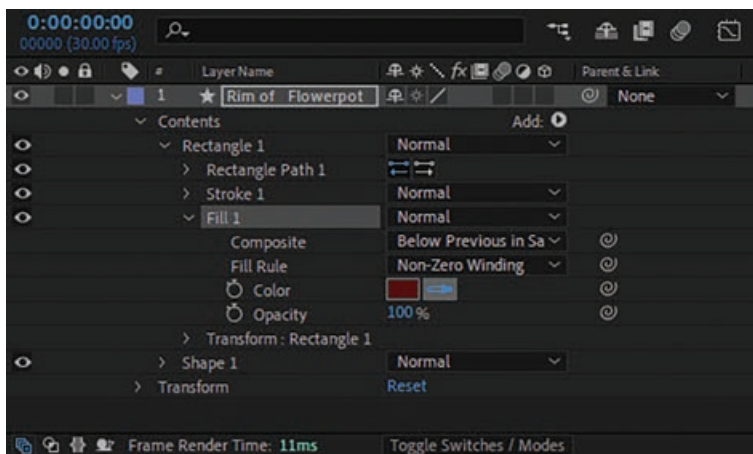 0:00:00:00
00000 (30.00 fps)
# Layer Name fx Parent & Link
1 Rim of Flowerpot None
Contents Add:
Rectangle 1 Normal
Rectangle Path 1
Stroke 1 Normal
Fill 1 Normal
Composite Below Previous in Sa
Fill Rule Non-Zero Winding
Color
Opacity 100 %
Transform : Rectangle 1
Shape 1 Normal
Transform Reset
Frame Render Time: 11ms Toggle Switches / Modes